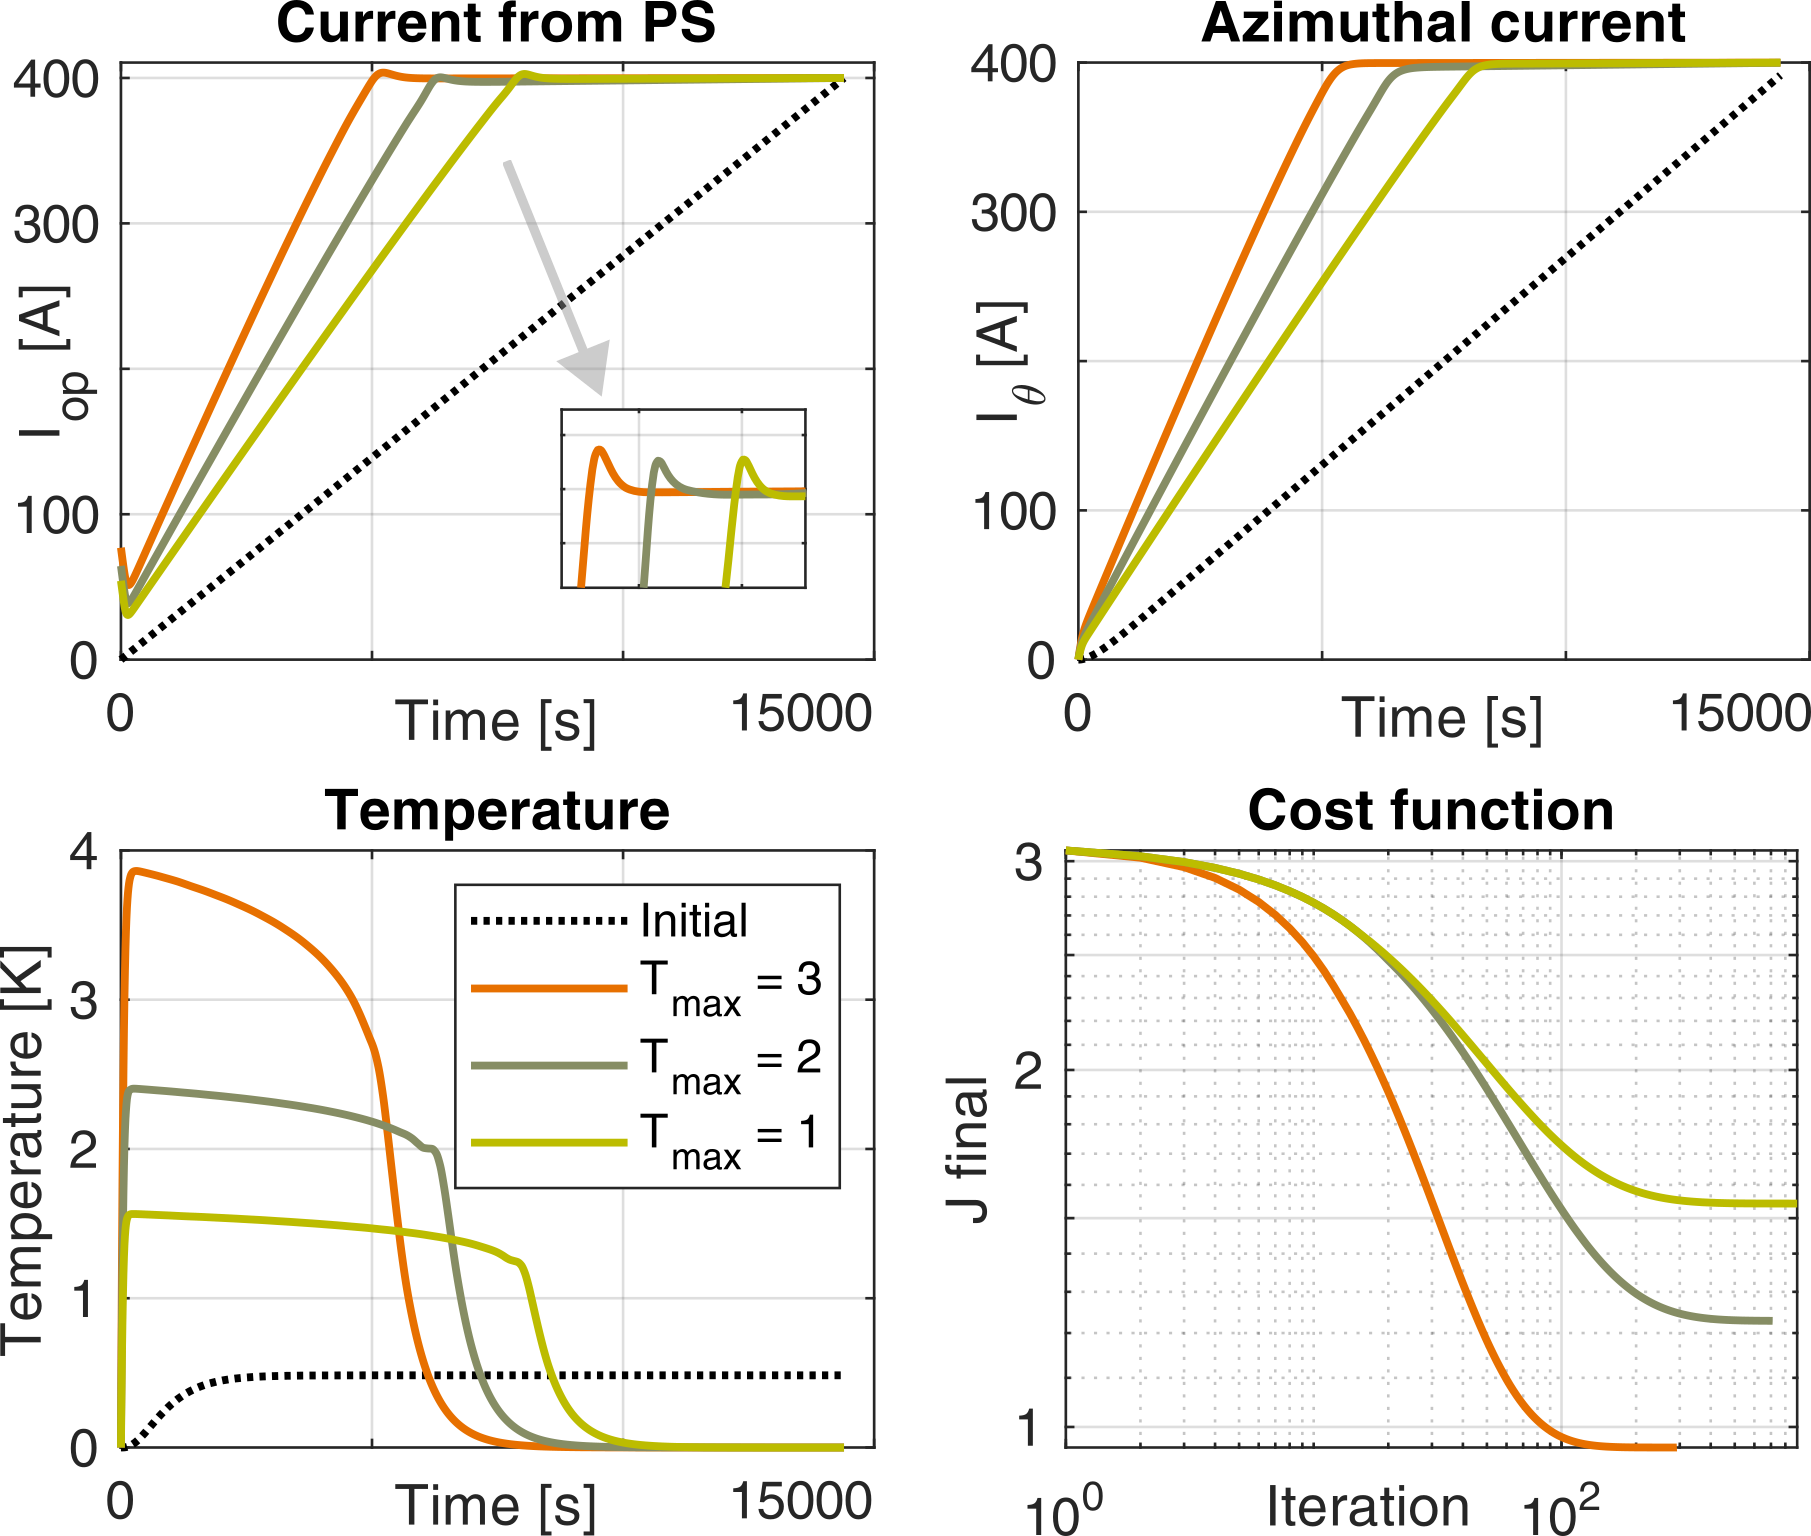 Current from PS
400
300
100
0
I_op [A]
0
Time [s]
15000
Azimuthal current
400
300
100
0
I_θ [A]
0
Time [s]
15000
Temperature
4
3
2
1
0
Temperature [K]
Initial
T_max = 3
T_max = 2
T_max = 1
0
Time [s]
15000
Cost function
3
2
1
J final
10^0
Iteration
10^2